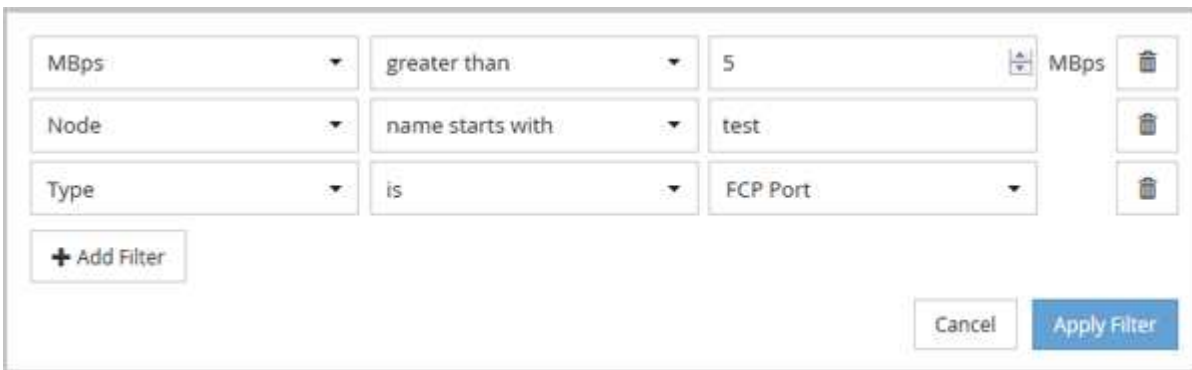 MBps greater than 5 MBps
Node name starts with test
Type is FCP Port
Add Filter
Cancel Apply Filter